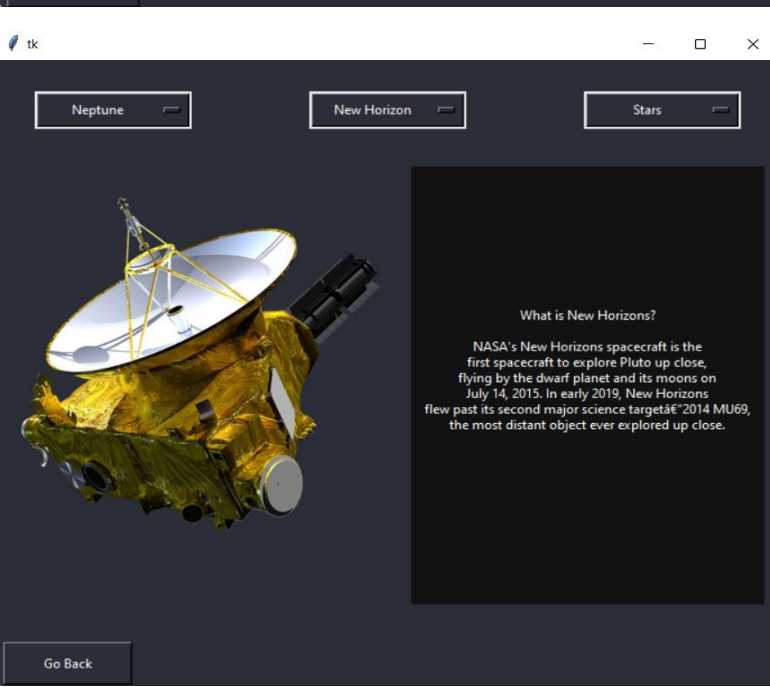 tk
Neptune
New Horizon
Stars
What is New Horizons?
NASA's New Horizons spacecraft is the
first spacecraft to explore Pluto up close,
flying by the dwarf planet and its moons on
July 14, 2015. In early 2019, New Horizons
flew past its second major science targetâ€“2014 MU69,
the most distant object ever explored up close.
Go Back